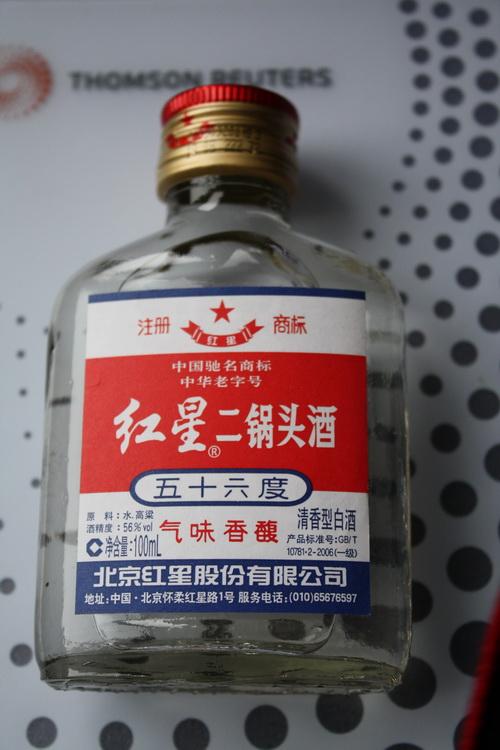 THOMSON REUTERS
注册 商标
红星
中国驰名商标
中华老字号
红星®二锅头酒
五十六度
原 料:水.高粱
酒精度:56%vol
净含量:100mL
气味香馥
清香型白酒
产品标准号:GB/T
10781·2-2006(一级)
北京红星股份有限公司
地址:中国·北京怀柔红星路1号 服务电话:(010)65676597